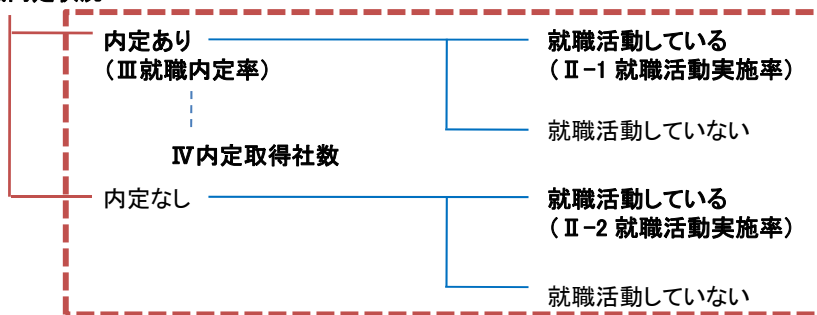 内定あり
（Ⅲ就職内定率）
就職活動している
（Ⅱ-1 就職活動実施率）
就職活動していない
Ⅳ内定取得社数
内定なし
就職活動している
（Ⅱ-2 就職活動実施率）
就職活動していない